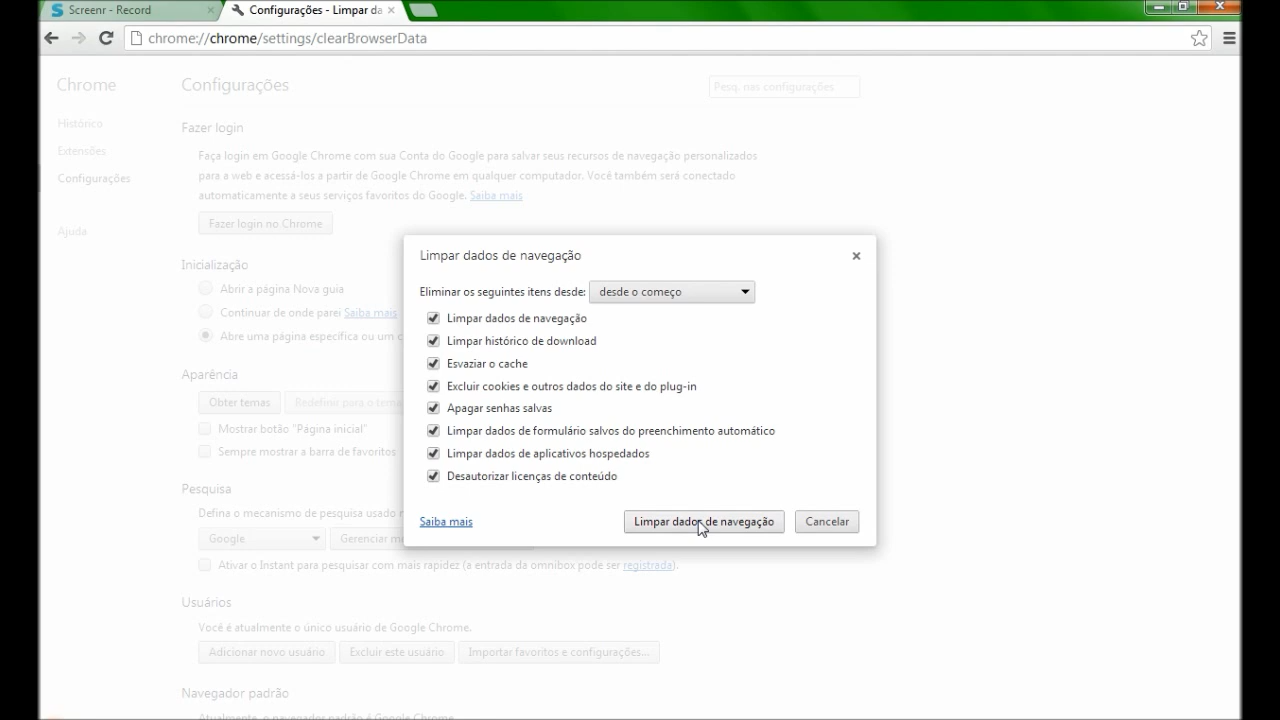 Screenr - Record
Configurações - Limpar da
chrome://chrome/settings/clearBrowserData
Chrome
Configurações
Pesq. nas configurações
Histórico
Extensões
Configurações
Ajuda
Fazer login
Faça login em Google Chrome com sua Conta do Google para salvar seus recursos de navegação personalizados
para a web e acessá-los a partir de Google Chrome em qualquer computador. Você também será conectado
automaticamente a seus serviços favoritos do Google. Saiba mais
Fazer login no Chrome
Inicialização
Abrir a página Nova guia
Continuar de onde parei Saiba mais
Abre uma página específica ou um c
Aparência
Obter temas
Redefinir para o tema
Mostrar botão "Página inicial"
Sempre mostrar a barra de favoritos
Pesquisa
Defina o mecanismo de pesquisa usado
Google
Gerenciar
Ativar o Instant para pesquisar com mais rapidez (a entrada da omnibox pode ser registrada).
Usuários
Você é atualmente o único usuário de Google Chrome.
Adicionar novo usuário
Excluir este usuário
Importar favoritos e configurações...
Navegador padrão
Atualmente, o navegador padrão é Google Chrome.
Limpar dados de navegação
Eliminar os seguintes itens desde: desde o começo
Limpar dados de navegação
Limpar histórico de download
Esvaziar o cache
Excluir cookies e outros dados do site e do plug-in
Apagar senhas salvas
Limpar dados de formulário salvos do preenchimento automático
Limpar dados de aplicativos hospedados
Desautorizar licenças de conteúdo
Saiba mais
Limpar dados de navegação
Cancelar